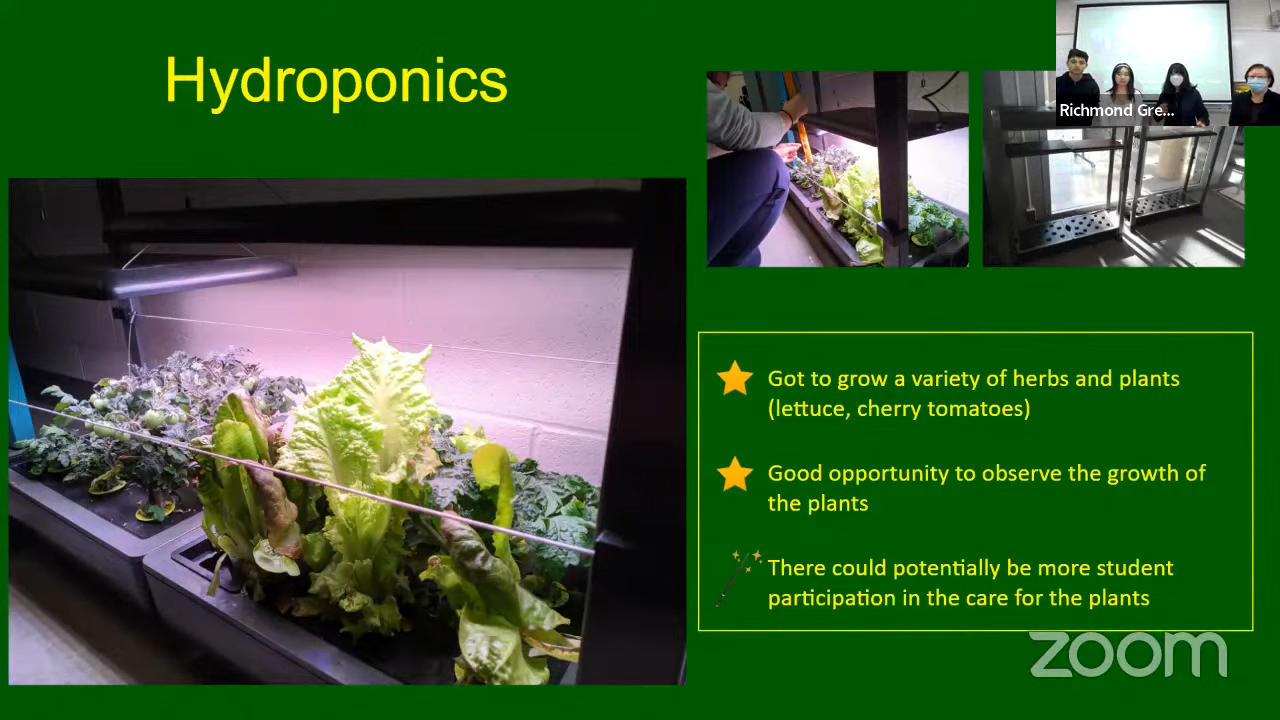 Hydroponics
Richmond Gre...
Got to grow a variety of herbs and plants
(lettuce, cherry tomatoes)
Good opportunity to observe the growth of
the plants
There could potentially be more student
participation in the care for the plants
zoom